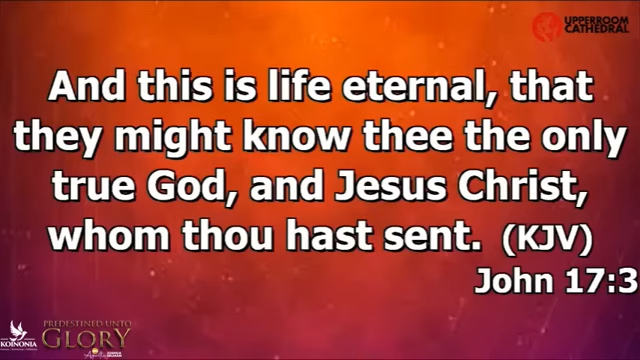 UPPERROOM
CATHEDRAL
And this is life eternal, that
they might know thee the only
true God, and Jesus Christ,
whom thou hast sent. (KJV)
John 17:3
KOINONIA
PREDESTINED UNTO
GLORY